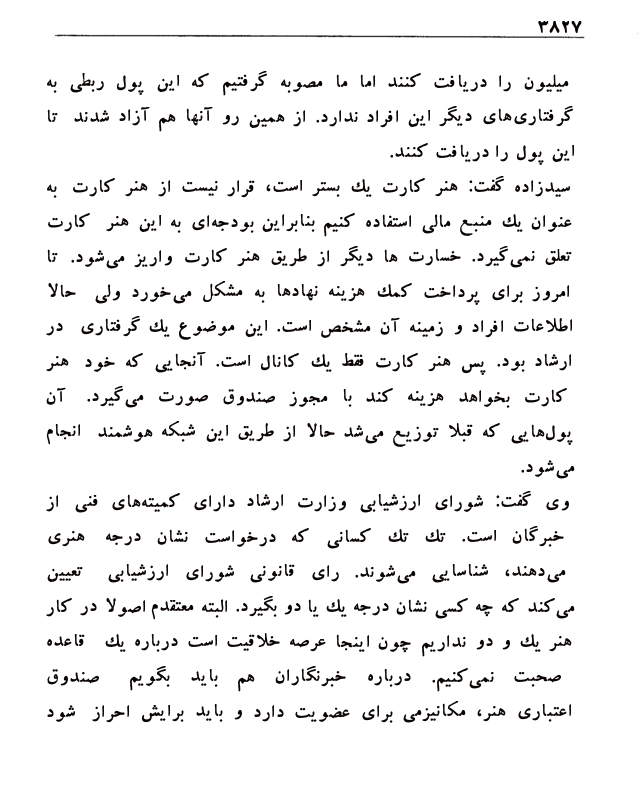 ۳۸۲۷
میلیون را دریافت کنند اما ما مصوبه گرفتیم که این پول ربطی به
گرفتاری‌های دیگر این افراد ندارد. از همین رو آنها هم آزاد شدند تا
این پول را دریافت کنند.
سیدزاده گفت: هنر کارت یك بستر است، قرار نیست از هنر کارت به
عنوان یك منبع مالی استفاده کنیم بنابراین بودجه‌ای به این هنر کارت
تعلق نمی‌گیرد. خسارت ها دیگر از طریق هنر کارت واریز می‌شود. تا
امروز برای پرداخت کمك هزینه نهادها به مشکل می‌خورد ولی حالا
اطلاعات افراد و زمینه آن مشخص است. این موضوع یك گرفتاری در
ارشاد بود. پس هنر کارت فقط یك کانال است. آنجایی که خود هنر
کارت بخواهد هزینه کند با مجوز صندوق صورت می‌گیرد. آن
پول‌هایی که قبلا توزیع می‌شد حالا از طریق این شبکه هوشمند انجام
می‌شود.
وی گفت: شورای ارزشیابی وزارت ارشاد دارای کمیته‌های فنی از
خبرگان است. تك تك کسانی که درخواست نشان درجه هنری
می‌دهند، شناسایی می‌شوند. رای قانونی شورای ارزشیابی تعیین
می‌کند که چه کسی نشان درجه یك یا دو بگیرد. البته معتقدم اصولا در کار
هنر یك و دو نداریم چون اینجا عرصه خلاقیت است درباره یك قاعده
صحبت نمی‌کنیم. درباره خبرنگاران هم باید بگویم صندوق
اعتباری هنر، مکانیزمی برای عضویت دارد و باید برایش احراز شود